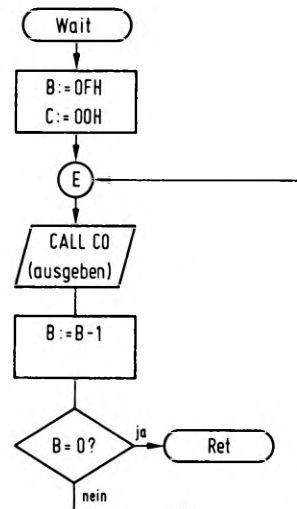 Wait
B:=0FH
C:=00H
E
CALL CO
(ausgeben)
B:=B-1
B=0?
ja
Ret
nein